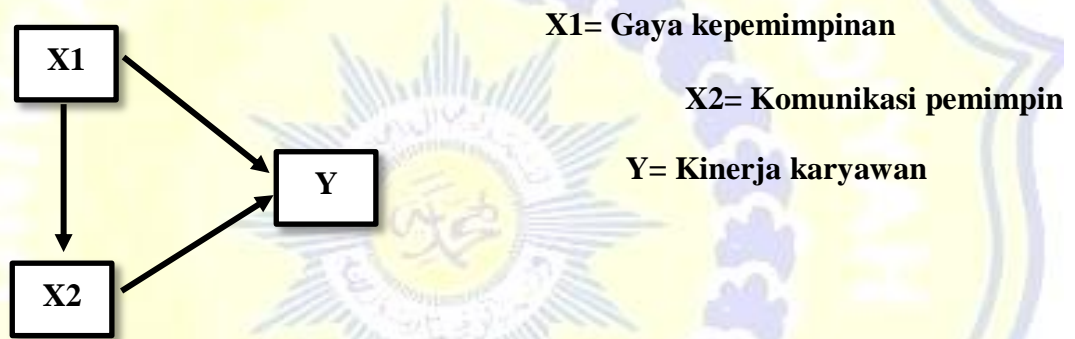 X1= Gaya kepemimpinan
X1
X2= Komunikasi pemimpin
Y= Kinerja karyawan
Y
X2